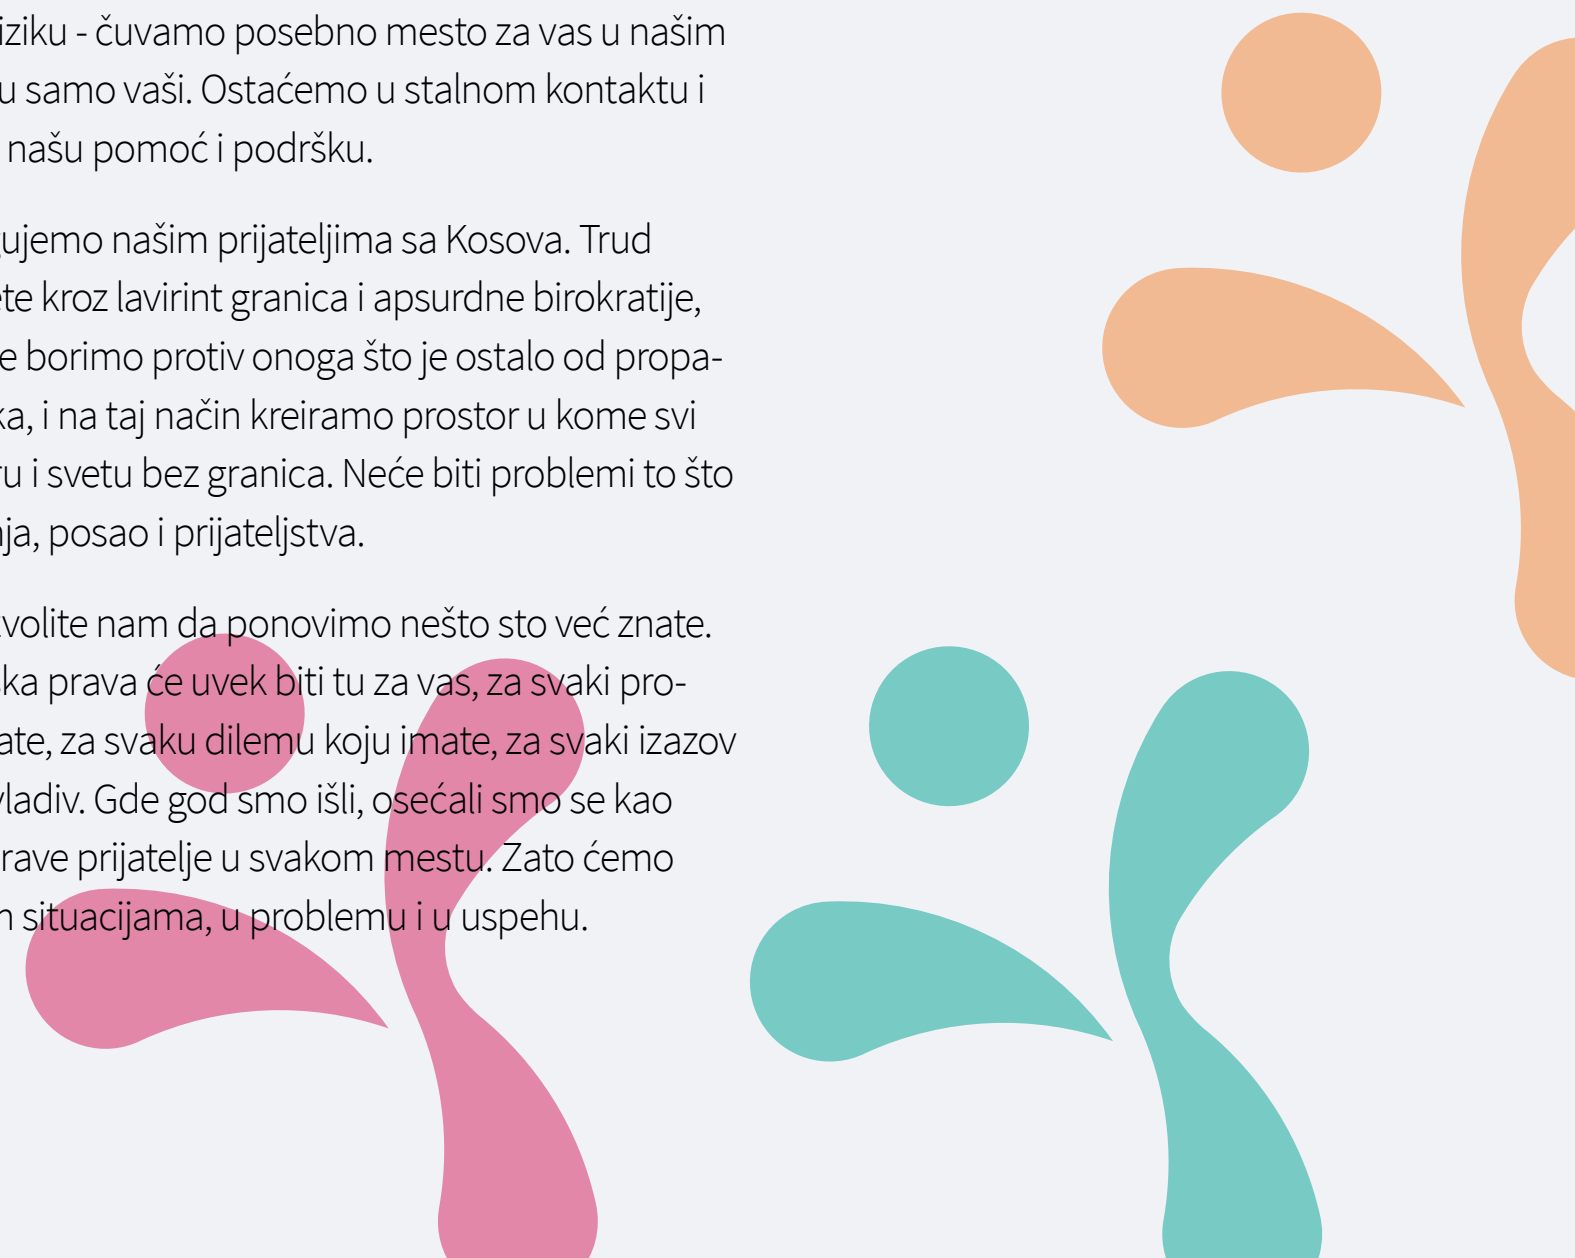 iziku - čuvamo posebno mesto za vas u našim
u samo vaši. Ostaćemo u stalnom kontaktu i
našu pomoć i podršku.
ujemo našim prijateljima sa Kosova. Trud
te kroz lavirint granica i apsurdne birokratije,
e borimo protiv onoga što je ostalo od propa-
ka, i na taj način kreiramo prostor u kome svi
ru i svetu bez granica. Neće biti problemi to što
nja, posao i prijateljstva.
volite nam da ponovimo nešto sto već znate.
ka prava će uvek biti tu za vas, za svaki pro-
ate, za svaku dilemu koju imate, za svaki izazov
vladiv. Gde god smo išli, osećali smo se kao
rave prijatelje u svakom mestu. Zato ćemo
situacijama, u problemu i u uspehu.